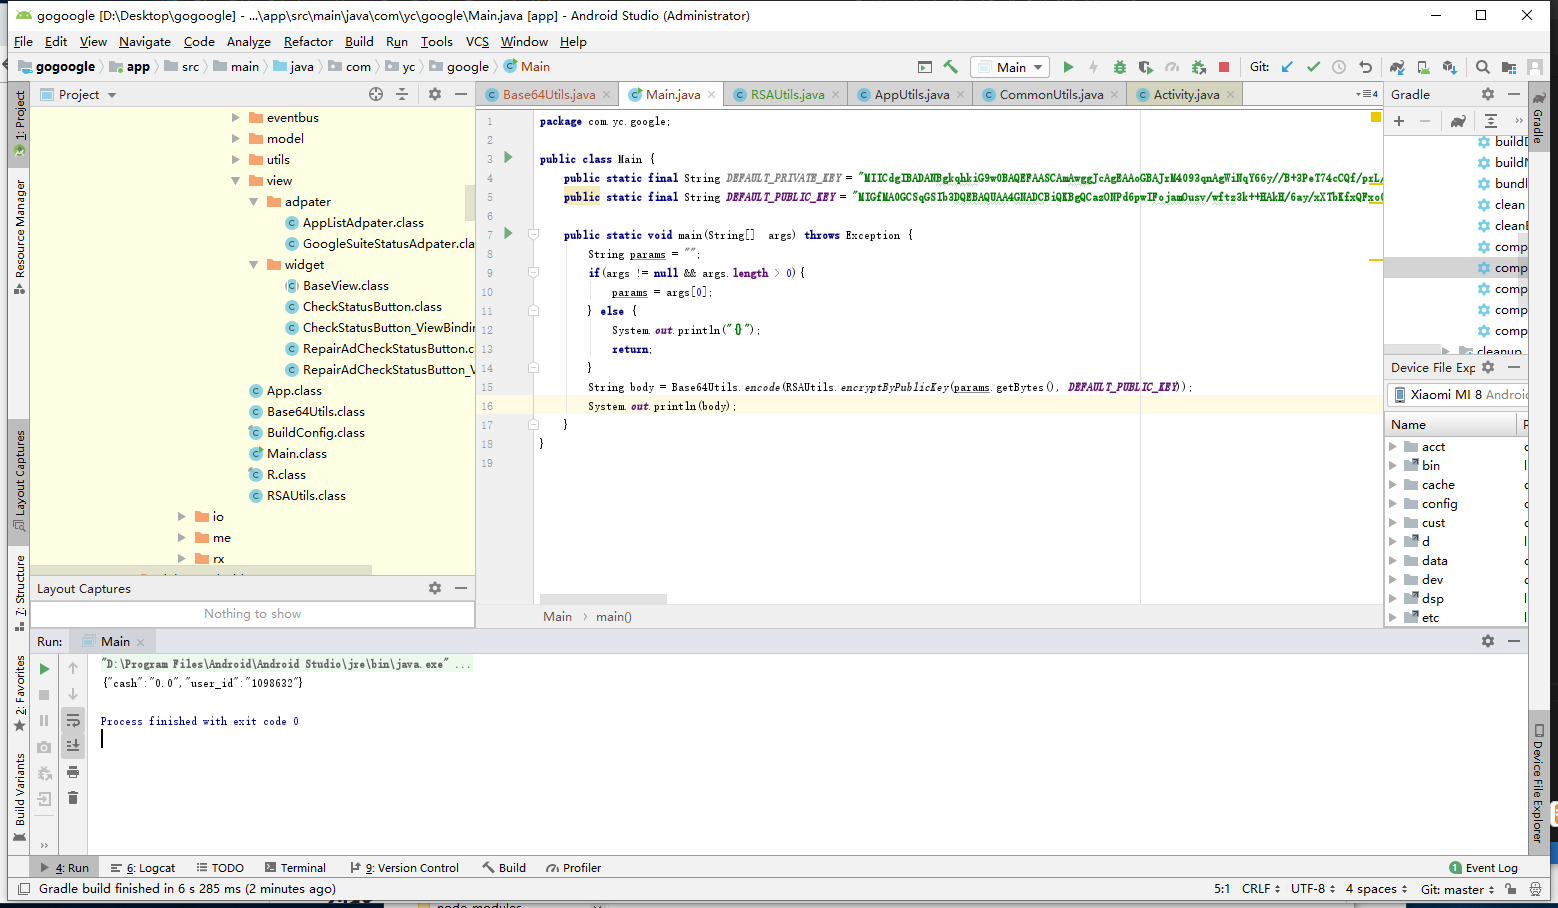 gogoogle [D:\Desktop\gogoogle] - ...\app\src\main\java\com\yc\google\Main.java [app] - Android Studio (Administrator)
File Edit View Navigate Code Analyze Refactor Build Run Tools VCS Window Help
gogoogle app src main java com yc google Main
Main
Git:
1: Project
Resource Manager
Layout Captures
7: Structure
2: Favorites
Build Variants
Project
eventbus
model
utils
view
adpater
AppListAdpater.class
GoogleSuiteStatusAdpater.cla
widget
BaseView.class
CheckStatusButton.class
CheckStatusButton_ViewBindin
RepairAdCheckStatusButton.c
RepairAdCheckStatusButton_V
App.class
Base64Utils.class
BuildConfig.class
Main.class
R.class
RSAUtils.class
io
me
rx
Layout Captures
Nothing to show
Base64Utils.java Main.java RSAUtils.java AppUtils.java CommonUtils.java Activity.java
4
1 package com.yc.google;
2
3 public class Main {
4 public static final String DEFAULT_PRIVATE_KEY = "MIICdgIBADANBgkqhkiG9w0BAQEFAASCAmAwggJcAgEAAoGBAJrM4093qnAgWiNqY66y//B+3PeT74cCQf/prL/
5 public static final String DEFAULT_PUBLIC_KEY = "MIGfMA0GCSqGSIb3DQEBAQUAA4GNADCBiQKBgQCazONPd6pwIFojamOusv/wftz3k++HAkH/6ay/xXTbKfxQPxo
6
7 public static void main(String[] args) throws Exception {
8 String params = "";
9 if(args != null && args.length > 0){
10 params = args[0];
11 } else {
12 System.out.println("{}");
13 return;
14 }
15 String body = Base64Utils.encode(RSAUtils.encryptByPublicKey(params.getBytes(), DEFAULT_PUBLIC_KEY));
16 System.out.println(body);
17 }
18 }
19
Main main()
Gradle
buildD
buildN
bundl
clean
cleanB
comp
comp
comp
comp
comp
cleanup
Device File Exp
Xiaomi MI 8 Android
Name P
acct
bin
cache
config
cust
d
data
dev
dsp
etc
Gradle
Device File Explorer
Run: Main
"D:\Program Files\Android\Android Studio\jre\bin\java.exe" ...
{"cash":"0.0","user_id":"1098632"}
Process finished with exit code 0
4: Run 6: Logcat TODO Terminal 9: Version Control Build Profiler 1 Event Log
Gradle build finished in 6 s 285 ms (2 minutes ago) 5:1 CRLF UTF-8 4 spaces Git: master